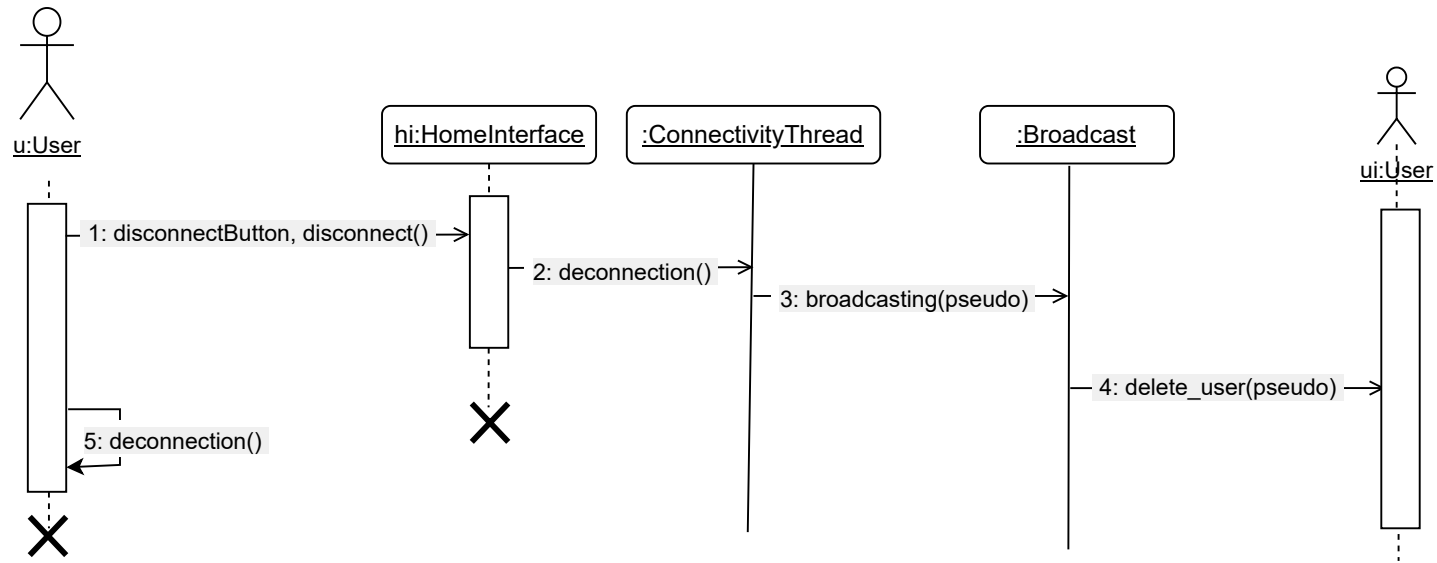 u:User
hi:HomeInterface
:ConnectivityThread
:Broadcast
ui:User
1: disconnectButton, disconnect()
2: deconnection()
3: broadcasting(pseudo)
4: delete_user(pseudo)
5: deconnection()